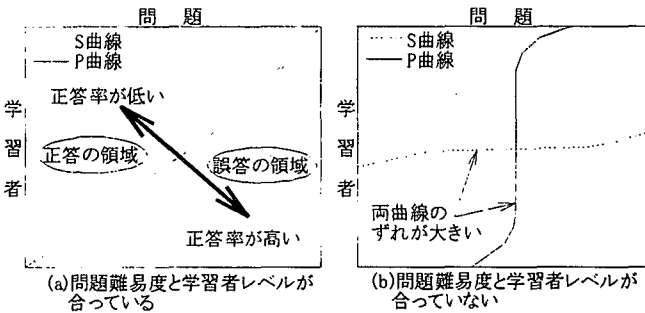 問 題
S曲線
P曲線
正答率が低い
学習者
正答の領域
誤答の領域
正答率が高い
(a)問題難易度と学習者レベルが
合っている
問 題
S曲線
P曲線
学習者
両曲線の
ずれが大きい
(b)問題難易度と学習者レベルが
合っていない